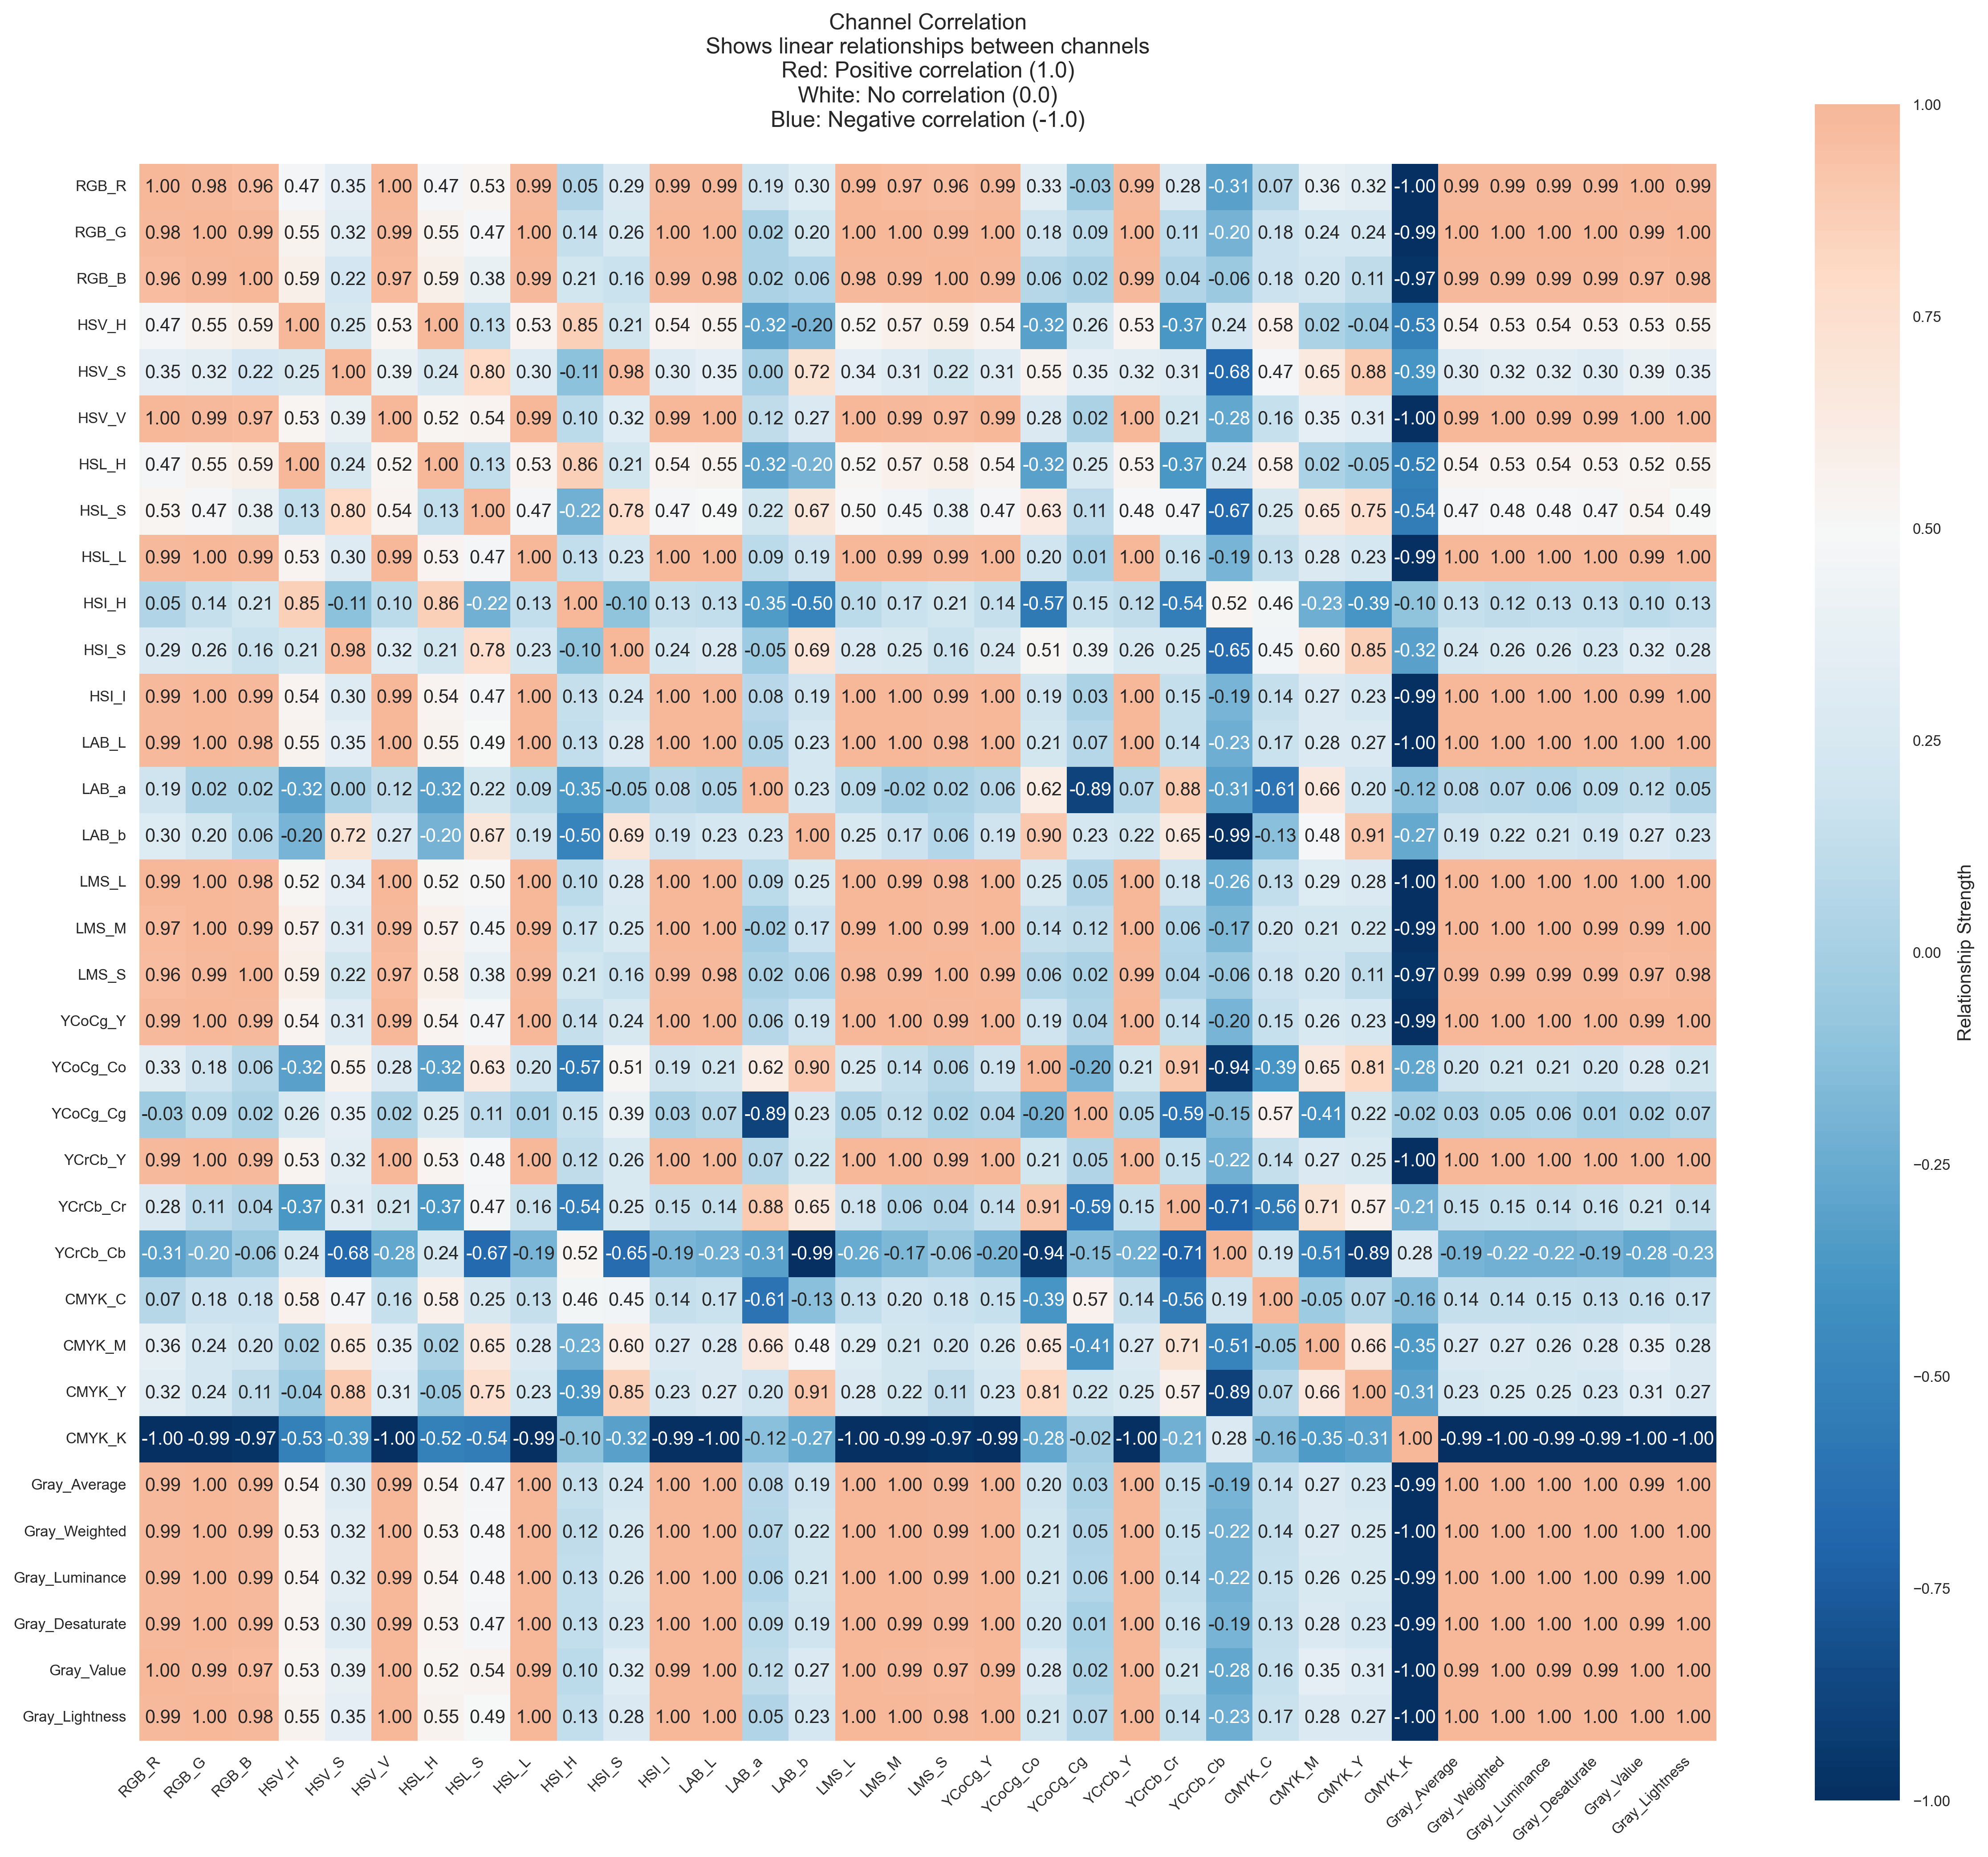 Channel Correlation
Shows linear relationships between channels
Red: Positive correlation (1.0)
White: No correlation (0.0)
Blue: Negative correlation (-1.0)
RGB_R 1.00 0.98 0.96 0.47 0.35 1.00 0.47 0.53 0.99 0.05 0.29 0.99 0.99 0.19 0.30 0.99 0.97 0.96 0.99 0.33 -0.03 0.99 0.28 -0.31 0.07 0.36 0.32 -1.00 0.99 0.99 0.99 0.99 1.00 0.99
RGB_G 0.98 1.00 0.99 0.55 0.32 0.99 0.55 0.47 1.00 0.14 0.26 1.00 1.00 0.02 0.20 1.00 1.00 0.99 1.00 0.18 0.09 1.00 0.11 -0.20 0.18 0.24 0.24 -0.99 1.00 1.00 1.00 1.00 0.99 1.00
RGB_B 0.96 0.99 1.00 0.59 0.22 0.97 0.59 0.38 0.99 0.21 0.16 0.99 0.98 0.02 0.06 0.98 0.99 1.00 0.99 0.06 0.02 0.99 0.04 -0.06 0.18 0.20 0.11 -0.97 0.99 0.99 0.99 0.99 0.97 0.98
HSV_H 0.47 0.55 0.59 1.00 0.25 0.53 1.00 0.13 0.53 0.85 0.21 0.54 0.55 -0.32 -0.20 0.52 0.57 0.59 0.54 -0.32 0.26 0.53 -0.37 0.24 0.58 0.02 -0.04 -0.53 0.54 0.53 0.54 0.53 0.53 0.55
HSV_S 0.35 0.32 0.22 0.25 1.00 0.39 0.24 0.80 0.30 -0.11 0.98 0.30 0.35 0.00 0.72 0.34 0.31 0.22 0.31 0.55 0.35 0.32 0.31 -0.68 0.47 0.65 0.88 -0.39 0.30 0.32 0.32 0.30 0.39 0.35
HSV_V 1.00 0.99 0.97 0.53 0.39 1.00 0.52 0.54 0.99 0.10 0.32 0.99 1.00 0.12 0.27 1.00 0.99 0.97 0.99 0.28 0.02 1.00 0.21 -0.28 0.16 0.35 0.31 -1.00 0.99 1.00 0.99 0.99 1.00 1.00
HSL_H 0.47 0.55 0.59 1.00 0.24 0.52 1.00 0.13 0.53 0.86 0.21 0.54 0.55 -0.32 -0.20 0.52 0.57 0.58 0.54 -0.32 0.25 0.53 -0.37 0.24 0.58 0.02 -0.05 -0.52 0.54 0.53 0.54 0.53 0.52 0.55
HSL_S 0.53 0.47 0.38 0.13 0.80 0.54 0.13 1.00 0.47 -0.22 0.78 0.47 0.49 0.22 0.67 0.50 0.45 0.38 0.47 0.63 0.11 0.48 0.47 -0.67 0.25 0.65 0.75 -0.54 0.47 0.48 0.48 0.47 0.54 0.49
HSL_L 0.99 1.00 0.99 0.53 0.30 0.99 0.53 0.47 1.00 0.13 0.23 1.00 1.00 0.09 0.19 1.00 0.99 0.99 1.00 0.20 0.01 1.00 0.16 -0.19 0.13 0.28 0.23 -0.99 1.00 1.00 1.00 1.00 0.99 1.00
HSI_H 0.05 0.14 0.21 0.85 -0.11 0.10 0.86 -0.22 0.13 1.00 -0.10 0.13 0.13 -0.35 -0.50 0.10 0.17 0.21 0.14 -0.57 0.15 0.12 -0.54 0.52 0.46 -0.23 -0.39 -0.10 0.13 0.12 0.13 0.13 0.10 0.13
HSI_S 0.29 0.26 0.16 0.21 0.98 0.32 0.21 0.78 0.23 -0.10 1.00 0.24 0.28 -0.05 0.69 0.28 0.25 0.16 0.24 0.51 0.39 0.26 0.25 -0.65 0.45 0.60 0.85 -0.32 0.24 0.26 0.26 0.23 0.32 0.28
HSI_I 0.99 1.00 0.99 0.54 0.30 0.99 0.54 0.47 1.00 0.13 0.24 1.00 1.00 0.08 0.19 1.00 1.00 0.99 1.00 0.19 0.03 1.00 0.15 -0.19 0.14 0.27 0.23 -0.99 1.00 1.00 1.00 1.00 0.99 1.00
LAB_L 0.99 1.00 0.98 0.55 0.35 1.00 0.55 0.49 1.00 0.13 0.28 1.00 1.00 0.05 0.23 1.00 1.00 0.98 1.00 0.21 0.07 1.00 0.14 -0.23 0.17 0.28 0.27 -1.00 1.00 1.00 1.00 1.00 1.00 1.00
LAB_a 0.19 0.02 0.02 -0.32 0.00 0.12 -0.32 0.22 0.09 -0.35 -0.05 0.08 0.05 1.00 0.23 0.09 -0.02 0.02 0.06 0.62 -0.89 0.07 0.88 -0.31 -0.61 0.66 0.20 -0.12 0.08 0.07 0.06 0.09 0.12 0.05
LAB_b 0.30 0.20 0.06 -0.20 0.72 0.27 -0.20 0.67 0.19 -0.50 0.69 0.19 0.23 0.23 1.00 0.25 0.17 0.06 0.19 0.90 0.23 0.22 0.65 -0.99 -0.13 0.48 0.91 -0.27 0.19 0.22 0.21 0.19 0.27 0.23
LMS_L 0.99 1.00 0.98 0.52 0.34 1.00 0.52 0.50 1.00 0.10 0.28 1.00 1.00 0.09 0.25 1.00 0.99 0.98 1.00 0.25 0.05 1.00 0.18 -0.26 0.13 0.29 0.28 -1.00 1.00 1.00 1.00 1.00 1.00 1.00
LMS_M 0.97 1.00 0.99 0.57 0.31 0.99 0.57 0.45 0.99 0.17 0.25 1.00 1.00 -0.02 0.17 0.99 1.00 0.99 1.00 0.14 0.12 1.00 0.06 -0.17 0.20 0.21 0.22 -0.99 1.00 1.00 1.00 0.99 0.99 1.00
LMS_S 0.96 0.99 1.00 0.59 0.22 0.97 0.58 0.38 0.99 0.21 0.16 0.99 0.98 0.02 0.06 0.98 0.99 1.00 0.99 0.06 0.02 0.99 0.04 -0.06 0.18 0.20 0.11 -0.97 0.99 0.99 0.99 0.99 0.97 0.98
YCoCg_Y 0.99 1.00 0.99 0.54 0.31 0.99 0.54 0.47 1.00 0.14 0.24 1.00 1.00 0.06 0.19 1.00 1.00 0.99 1.00 0.19 0.04 1.00 0.14 -0.20 0.15 0.26 0.23 -0.99 1.00 1.00 1.00 1.00 0.99 1.00
YCoCg_Co 0.33 0.18 0.06 -0.32 0.55 0.28 -0.32 0.63 0.20 -0.57 0.51 0.19 0.21 0.62 0.90 0.25 0.14 0.06 0.19 1.00 -0.20 0.21 0.91 -0.94 -0.39 0.65 0.81 -0.28 0.20 0.21 0.21 0.20 0.28 0.21
YCoCg_Cg -0.03 0.09 0.02 0.26 0.35 0.02 0.25 0.11 0.01 0.15 0.39 0.03 0.07 -0.89 0.23 0.05 0.12 0.02 0.04 -0.20 1.00 0.05 -0.59 -0.15 0.57 -0.41 0.22 -0.02 0.03 0.05 0.06 0.01 0.02 0.07
YCrCb_Y 0.99 1.00 0.99 0.53 0.32 1.00 0.53 0.48 1.00 0.12 0.26 1.00 1.00 0.07 0.22 1.00 1.00 0.99 1.00 0.21 0.05 1.00 0.15 -0.22 0.14 0.27 0.25 -1.00 1.00 1.00 1.00 1.00 1.00 1.00
YCrCb_Cr 0.28 0.11 0.04 -0.37 0.31 0.21 -0.37 0.47 0.16 -0.54 0.25 0.15 0.14 0.88 0.65 0.18 0.06 0.04 0.14 0.91 -0.59 0.15 1.00 -0.71 -0.56 0.71 0.57 -0.21 0.15 0.15 0.14 0.16 0.21 0.14
YCrCb_Cb -0.31 -0.20 -0.06 0.24 -0.68 -0.28 0.24 -0.67 -0.19 0.52 -0.65 -0.19 -0.23 -0.31 -0.99 -0.26 -0.17 -0.06 -0.20 -0.94 -0.15 -0.22 -0.71 1.00 0.19 -0.51 -0.89 0.28 -0.19 -0.22 -0.22 -0.19 -0.28 -0.23
CMYK_C 0.07 0.18 0.18 0.58 0.47 0.16 0.58 0.25 0.13 0.46 0.45 0.14 0.17 -0.61 -0.13 0.13 0.20 0.18 0.15 -0.39 0.57 0.14 -0.56 0.19 1.00 -0.05 0.07 -0.16 0.14 0.14 0.15 0.13 0.16 0.17
CMYK_M 0.36 0.24 0.20 0.02 0.65 0.35 0.02 0.65 0.28 -0.23 0.60 0.27 0.28 0.66 0.48 0.29 0.21 0.20 0.26 0.65 -0.41 0.27 0.71 -0.51 -0.05 1.00 0.66 -0.35 0.27 0.27 0.26 0.28 0.35 0.28
CMYK_Y 0.32 0.24 0.11 -0.04 0.88 0.31 -0.05 0.75 0.23 -0.39 0.85 0.23 0.27 0.20 0.91 0.28 0.22 0.11 0.23 0.81 0.22 0.25 0.57 -0.89 0.07 0.66 1.00 -0.31 0.23 0.25 0.25 0.23 0.31 0.27
CMYK_K -1.00 -0.99 -0.97 -0.53 -0.39 -1.00 -0.52 -0.54 -0.99 -0.10 -0.32 -0.99 -1.00 -0.12 -0.27 -1.00 -0.99 -0.97 -0.99 -0.28 -0.02 -1.00 -0.21 0.28 -0.16 -0.35 -0.31 1.00 -0.99 -1.00 -0.99 -0.99 -1.00 -1.00
Gray_Average 0.99 1.00 0.99 0.54 0.30 0.99 0.54 0.47 1.00 0.13 0.24 1.00 1.00 0.08 0.19 1.00 1.00 0.99 1.00 0.20 0.03 1.00 0.15 -0.19 0.14 0.27 0.23 -0.99 1.00 1.00 1.00 1.00 0.99 1.00
Gray_Weighted 0.99 1.00 0.99 0.53 0.32 1.00 0.53 0.48 1.00 0.12 0.26 1.00 1.00 0.07 0.22 1.00 1.00 0.99 1.00 0.21 0.05 1.00 0.15 -0.22 0.14 0.27 0.25 -1.00 1.00 1.00 1.00 1.00 1.00 1.00
Gray_Luminance 0.99 1.00 0.99 0.54 0.32 0.99 0.54 0.48 1.00 0.13 0.26 1.00 1.00 0.06 0.21 1.00 1.00 0.99 1.00 0.21 0.06 1.00 0.14 -0.22 0.15 0.26 0.25 -0.99 1.00 1.00 1.00 1.00 0.99 1.00
Gray_Desaturate 0.99 1.00 0.99 0.53 0.30 0.99 0.53 0.47 1.00 0.13 0.23 1.00 1.00 0.09 0.19 1.00 0.99 0.99 1.00 0.20 0.01 1.00 0.16 -0.19 0.13 0.28 0.23 -0.99 1.00 1.00 1.00 1.00 0.99 1.00
Gray_Value 1.00 0.99 0.97 0.53 0.39 1.00 0.52 0.54 0.99 0.10 0.32 0.99 1.00 0.12 0.27 1.00 0.99 0.97 0.99 0.28 0.02 1.00 0.21 -0.28 0.16 0.35 0.31 -1.00 0.99 1.00 0.99 0.99 1.00 1.00
Gray_Lightness 0.99 1.00 0.98 0.55 0.35 1.00 0.55 0.49 1.00 0.13 0.28 1.00 1.00 0.05 0.23 1.00 1.00 0.98 1.00 0.21 0.07 1.00 0.14 -0.23 0.17 0.28 0.27 -1.00 1.00 1.00 1.00 1.00 1.00 1.00
RGB_R RGB_G RGB_B HSV_H HSV_S HSV_V HSL_H HSL_S HSL_L HSI_H HSI_S HSI_I LAB_L LAB_a LAB_b LMS_L LMS_M LMS_S YCoCg_Y YCoCg_Co YCoCg_Cg YCrCb_Y YCrCb_Cr YCrCb_Cb CMYK_C CMYK_M CMYK_Y CMYK_K Gray_Average Gray_Weighted Gray_Luminance Gray_Desaturate Gray_Value Gray_Lightness
1.00
0.75
0.50
0.25
0.00
−0.25
−0.50
−0.75
−1.00
Relationship Strength